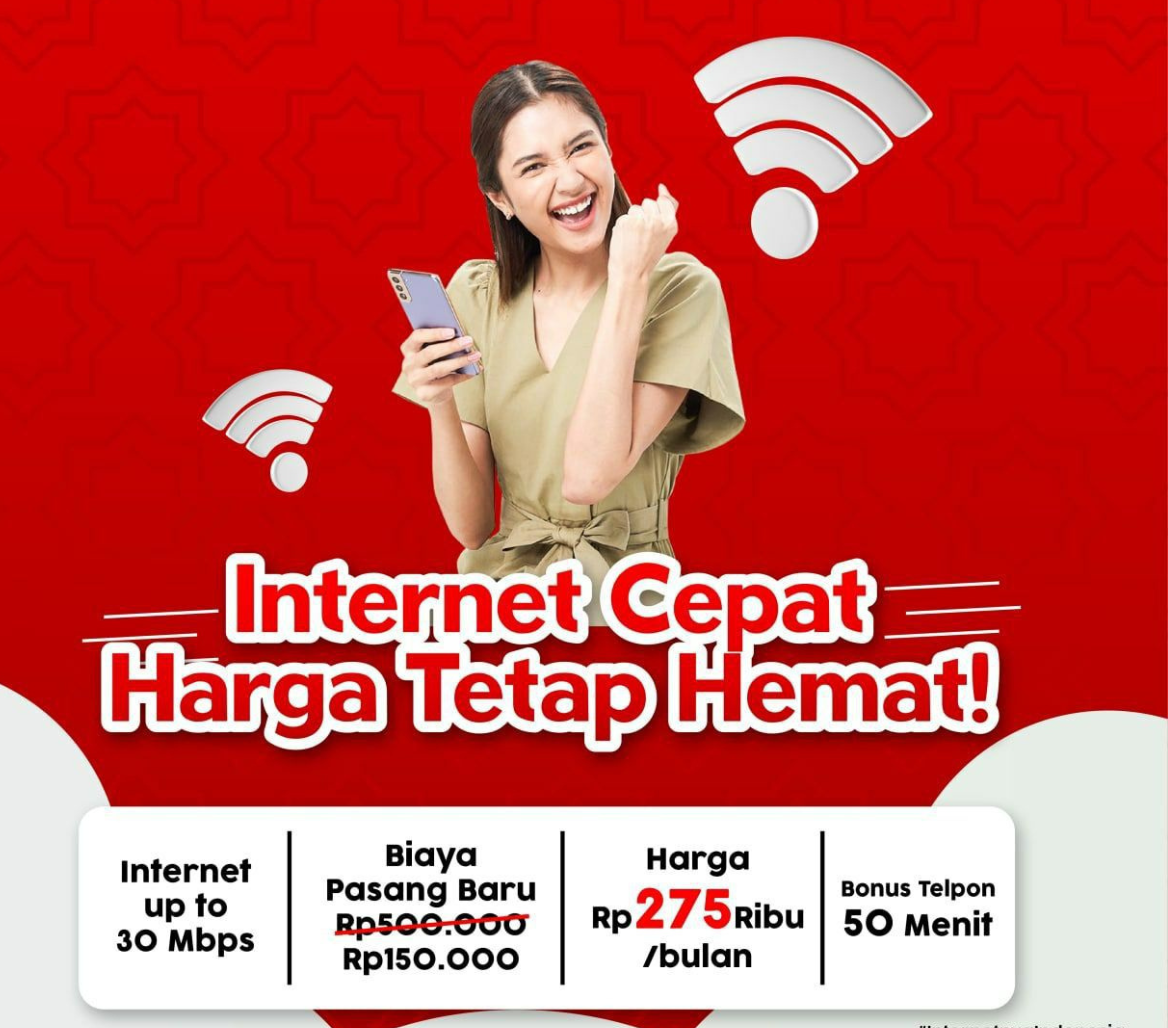 Internet Cepat
Harga Tetap Hemat!
Internet
up to
30 Mbps
Biaya
Pasang Baru
Rp500.000
Rp150.000
Harga
Rp275Ribu
/bulan
Bonus Telpon
50 Menit